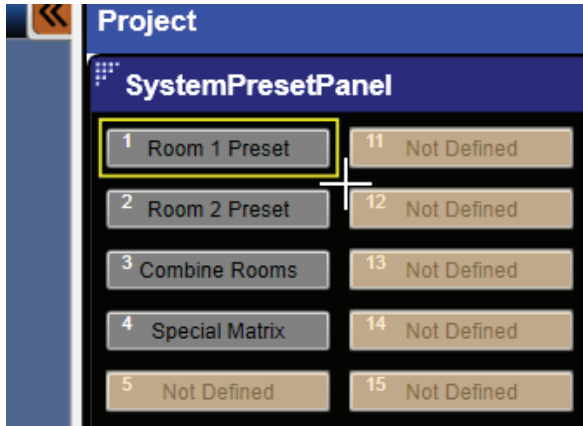 Project
SystemPresetPanel
1 Room 1 Preset
11 Not Defined
2 Room 2 Preset
12 Not Defined
3 Combine Rooms
13 Not Defined
4 Special Matrix
14 Not Defined
5 Not Defined
15 Not Defined